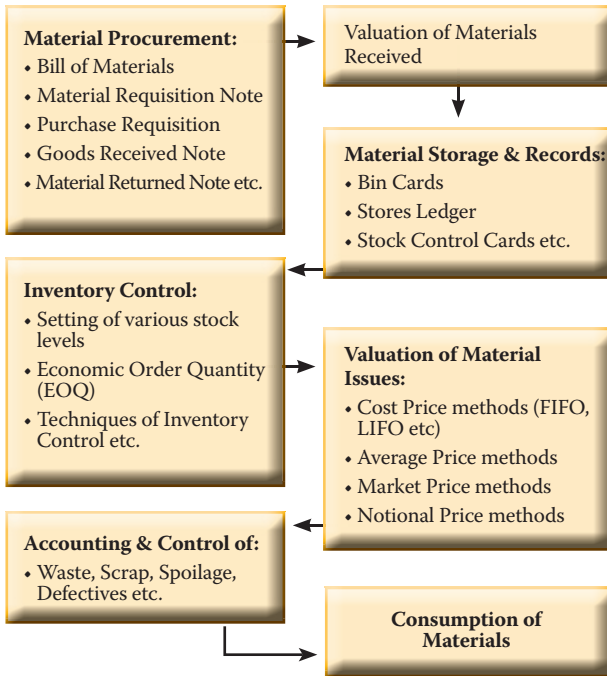 Material Procurement:
• Bill of Materials
• Material Requisition Note
• Purchase Requisition
• Goods Received Note
• Material Returned Note etc.
Valuation of Materials
Received
Material Storage & Records:
• Bin Cards
• Stores Ledger
• Stock Control Cards etc.
Inventory Control:
• Setting of various stock
levels
• Economic Order Quantity
(EOQ)
• Techniques of Inventory
Control etc.
Valuation of Material
Issues:
• Cost Price methods (FIFO,
LIFO etc)
• Average Price methods
• Market Price methods
• Notional Price methods
Accounting & Control of:
• Waste, Scrap, Spoilage,
Defectives etc.
Consumption of
Materials